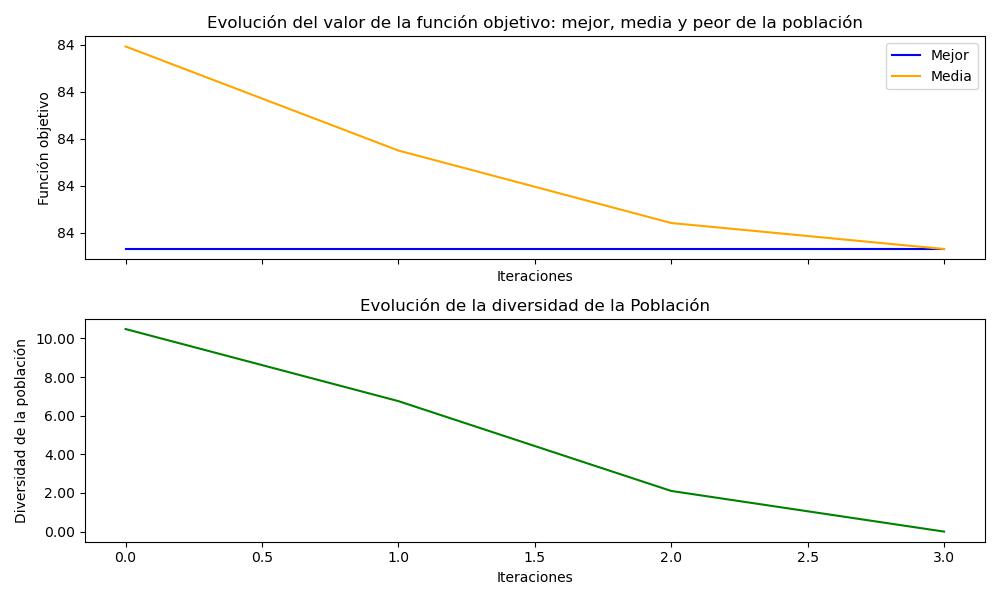 Evolución del valor de la función objetivo: mejor, media y peor de la población
84
84
84
84
84
Función objetivo
Mejor
Media
Iteraciones
Evolución de la diversidad de la Población
10.00
8.00
6.00
4.00
2.00
0.00
Diversidad de la población
0.0 0.5 1.0 1.5 2.0 2.5 3.0
Iteraciones